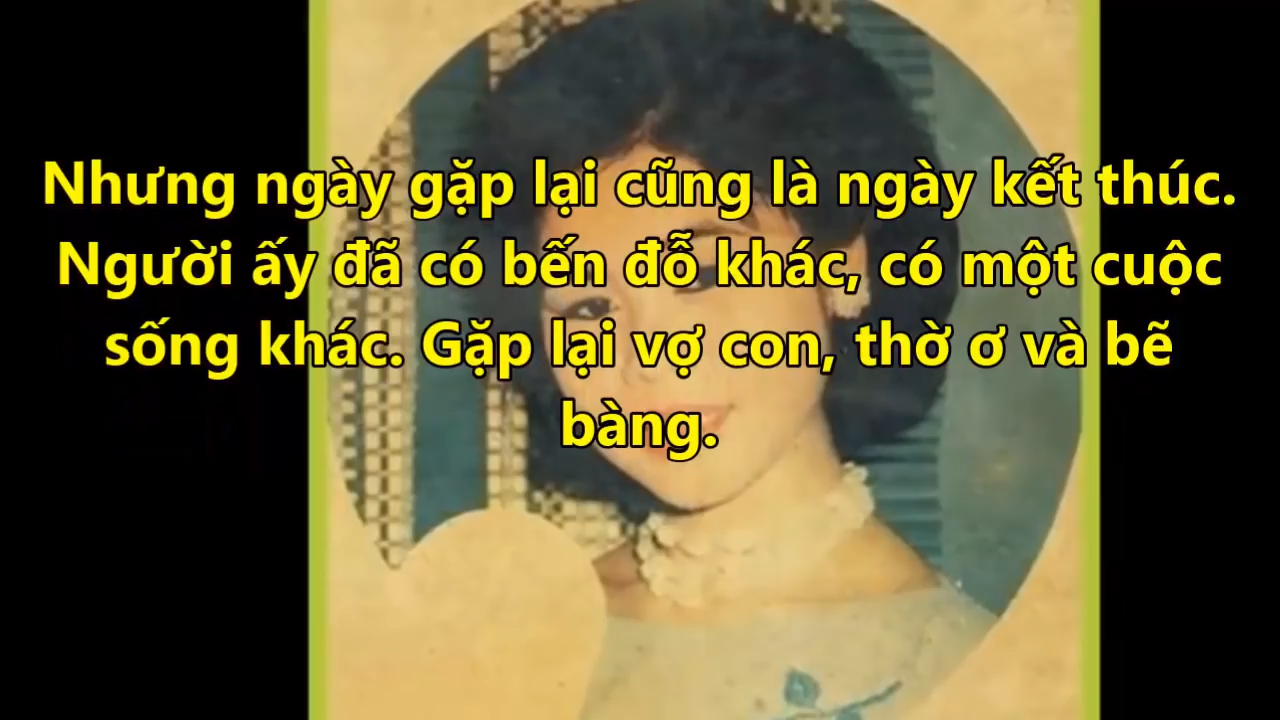 Nhưng ngày gặp lại cũng là ngày kết thúc.
Người ấy đã có bến đỗ khác, có một cuộc
sống khác. Gặp lại vợ con, thờ ơ và bẽ
bàng.